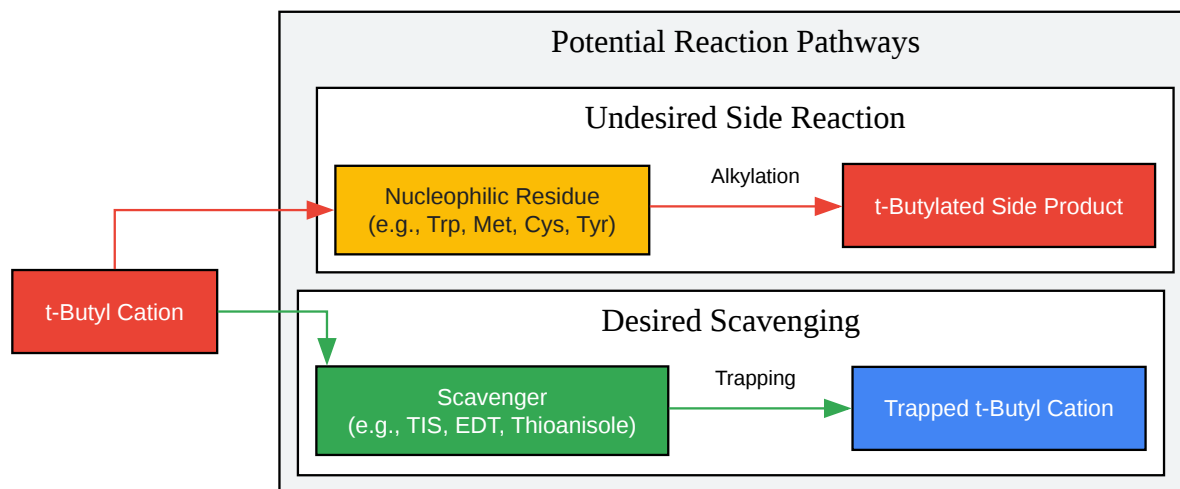 Potential Reaction Pathways
Undesired Side Reaction
Nucleophilic Residue
(e.g., Trp, Met, Cys, Tyr)
Alkylation
t-Butylated Side Product
t-Butyl Cation
Desired Scavenging
Scavenger
(e.g., TIS, EDT, Thioanisole)
Trapping
Trapped t-Butyl Cation